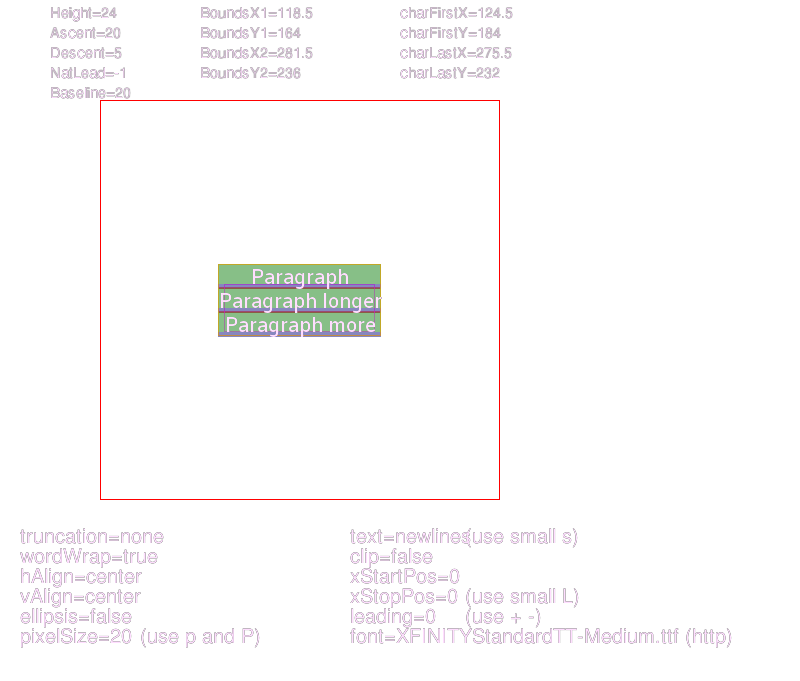 Height=24 BoundsX1=118.5 charFirstX=124.5
Ascent=20 BoundsY1=164 charFirstY=184
Descent=5 BoundsX2=281.5 charLastX=275.5
NatLead=-1 BoundsY2=236 charLastY=232
Baseline=20
Paragraph
Paragraph longer
Paragraph more
truncation=none text=newlines(use small s)
wordWrap=true clip=false
hAlign=center xStartPos=0
vAlign=center xStopPos=0 (use small L)
ellipsis=false leading=0 (use + -)
pixelSize=20 (use p and P) font=XFINITYStandardTT-Medium.ttf (http)